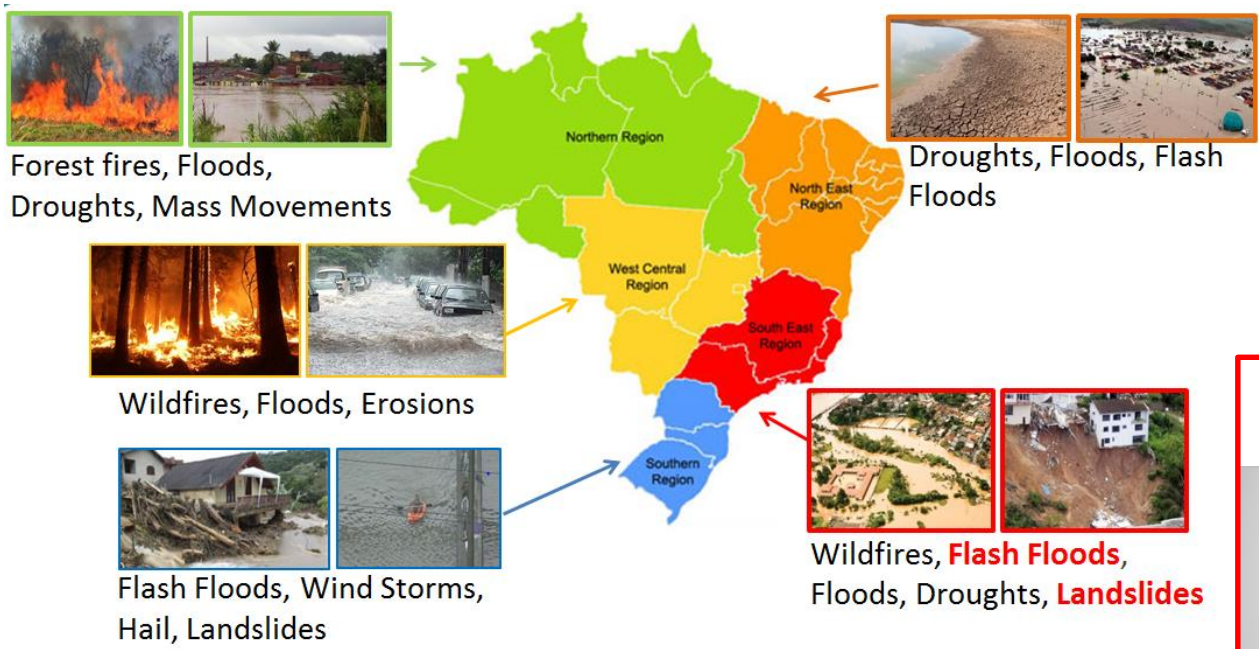 Forest fires, Floods,
Droughts, Mass Movements
Northern Region
North East
Region
Droughts, Floods, Flash
Floods
West Central
Region
Wildfires, Floods, Erosions
South East
Region
Southern
Region
Flash Floods, Wind Storms,
Hail, Landslides
Wildfires, Flash Floods,
Floods, Droughts, Landslides